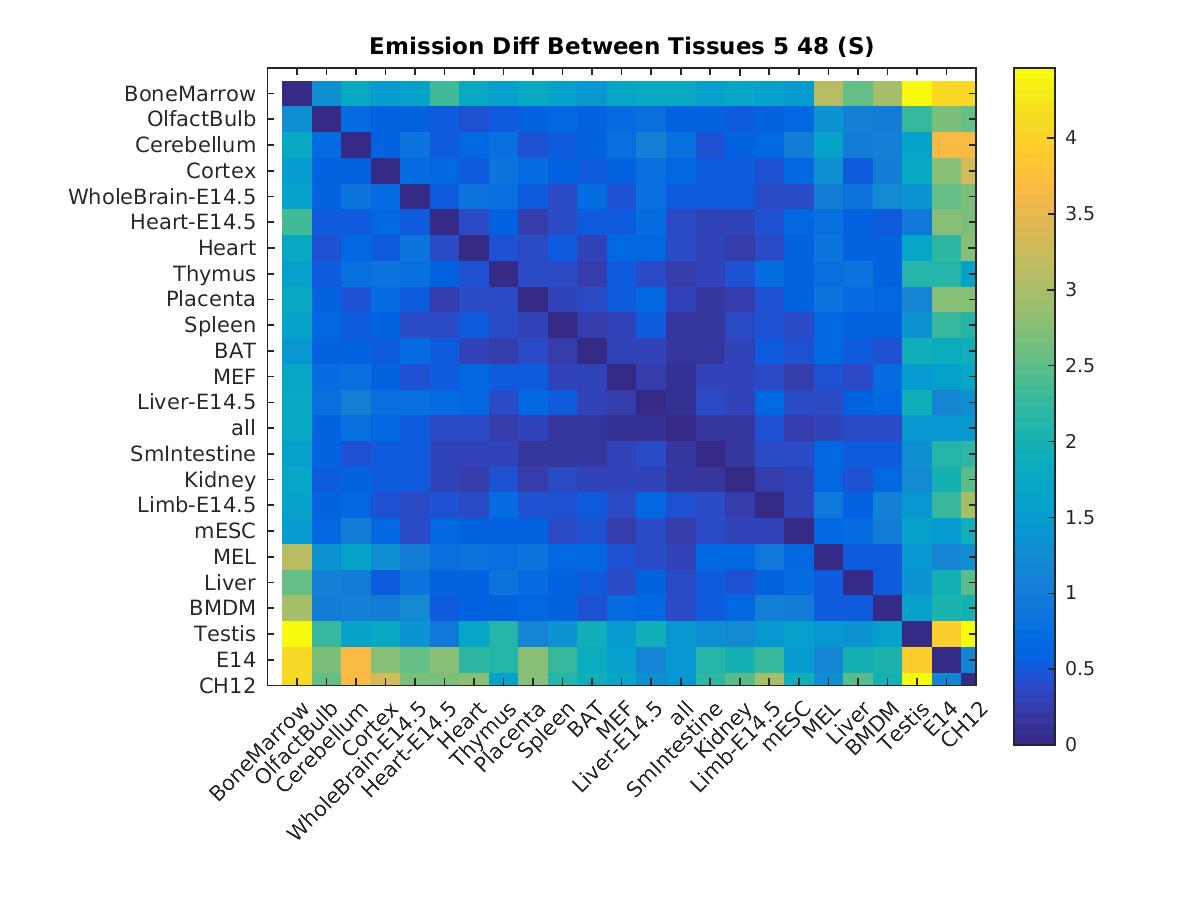 Emission Diff Between Tissues 5 48 (S)
BoneMarrow
OlfactBulb
Cerebellum
Cortex
WholeBrain-E14.5
Heart-E14.5
Heart
Thymus
Placenta
Spleen
BAT
MEF
Liver-E14.5
all
SmIntestine
Kidney
Limb-E14.5
mESC
MEL
Liver
BMDM
Testis
E14
CH12
BoneMarrow
OlfactBulb
Cerebellum
Cortex
WholeBrain-E14.5
Heart-E14.5
Heart
Thymus
Placenta
Spleen
BAT
MEF
Liver-E14.5
all
SmIntestine
Kidney
Limb-E14.5
mESC
MEL
Liver
BMDM
Testis
E14
CH12
4
3.5
3
2.5
2
1.5
1
0.5
0